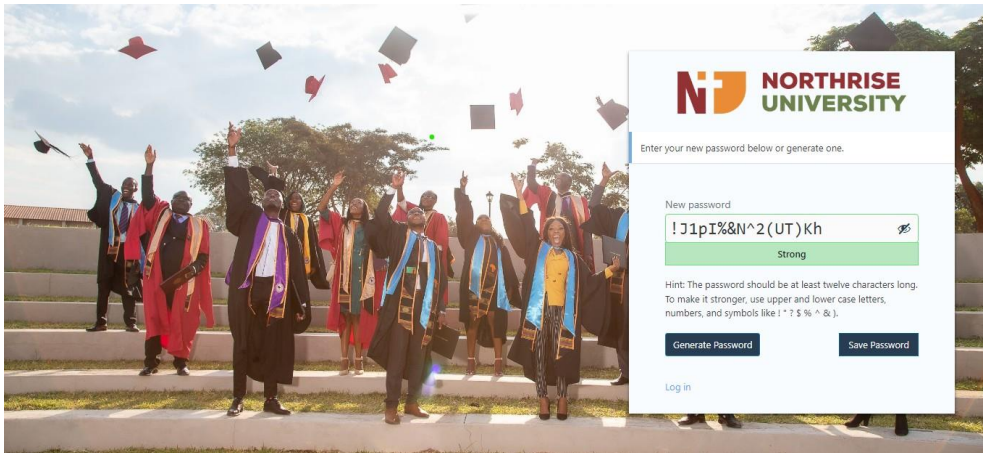 NORTHRISE
UNIVERSITY
Enter your new password below or generate one.
New password
!J1pI%&N^2(UT)Kh
Strong
Hint: The password should be at least twelve characters long.
To make it stronger, use upper and lower case letters,
numbers, and symbols like ! " ? $ % ^ & ).
Generate Password
Save Password
Log in